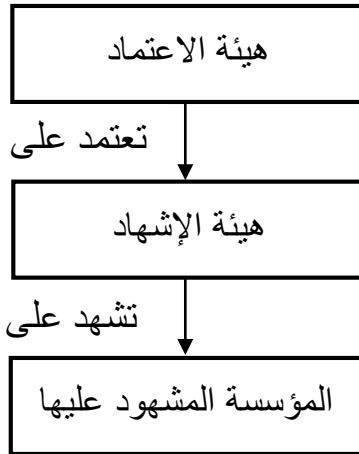 هيئة الاعتماد
تعتمد على
هيئة الإشهاد
تشهد على
المؤسسة المشهود عليها